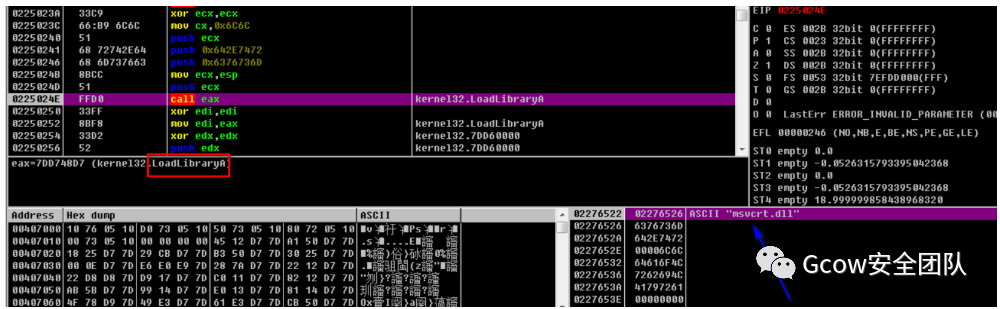 0225023A 33C9 xor ecx,ecx
0225023C 66:B9 6C6C mov cx,0x6C6C
02250240 51 push ecx
02250241 68 72742E64 push 0x642E7472
02250246 68 6D737663 push 0x6376736D
0225024B 8BCC mov ecx,esp
0225024D 51 push ecx
0225024E FFD0 call eax kernel32.LoadLibraryA
02250250 33FF xor edi,edi
02250252 8BF8 mov edi,eax kernel32.LoadLibraryA
02250254 33D2 xor edx,edx kernel32.7DD60000
02250256 52 push edx kernel32.7DD60000
eax=7DD748D7 (kernel32.LoadLibraryA)
EIP 0225024E
C 0 ES 002B 32bit 0(FFFFFFFF)
P 1 CS 0023 32bit 0(FFFFFFFF)
A 0 SS 002B 32bit 0(FFFFFFFF)
Z 1 DS 002B 32bit 0(FFFFFFFF)
S 0 FS 0053 32bit 7EFDD000(FFF)
T 0 GS 002B 32bit 0(FFFFFFFF)
D 0
O 0 LastErr ERROR_INVALID_PARAMETER (00
EFL 00000246 (NO,NB,E,BE,NS,PE,GE,LE)
ST0 empty 0.0
ST1 empty -0.0526315793395042368
ST2 empty 0.0
ST3 empty -0.0526315793395042368
ST4 empty 18.999999858438968320
Address Hex dump ASCII
00407000 10 76 05 10 D0 73 05 10 50 73 05 10 80 72 05 10
00407010 00 73 05 10 00 00 00 00 45 12 D7 7D A1 50 D7 7D
00407020 18 25 D7 7D 29 CB D7 7D B3 50 D7 7D 30 25 D7 7D
00407030 00 0E D7 7D E6 E0 E9 7D 28 7A D7 7D 22 12 D7 7D
00407040 22 D8 D8 7D D9 17 D7 7D C0 11 D7 7D 82 12 D7 7D
00407050 AB 5B D7 7D 99 14 D7 7D E0 13 D7 7D 81 14 D7 7D
00407060 4F 78 D9 7D 49 E3 D7 7D 61 E3 D7 7D CB 50 D7 7D
02276522 02276526 ASCII "msvcrt.dll"
02276526 6376736D
0227652A 642E7472
0227652E 00006C6C
02276532 64616F4C
02276536 7262694C
0227653A 41797261
0227653E 00000000
Gcow安全团队